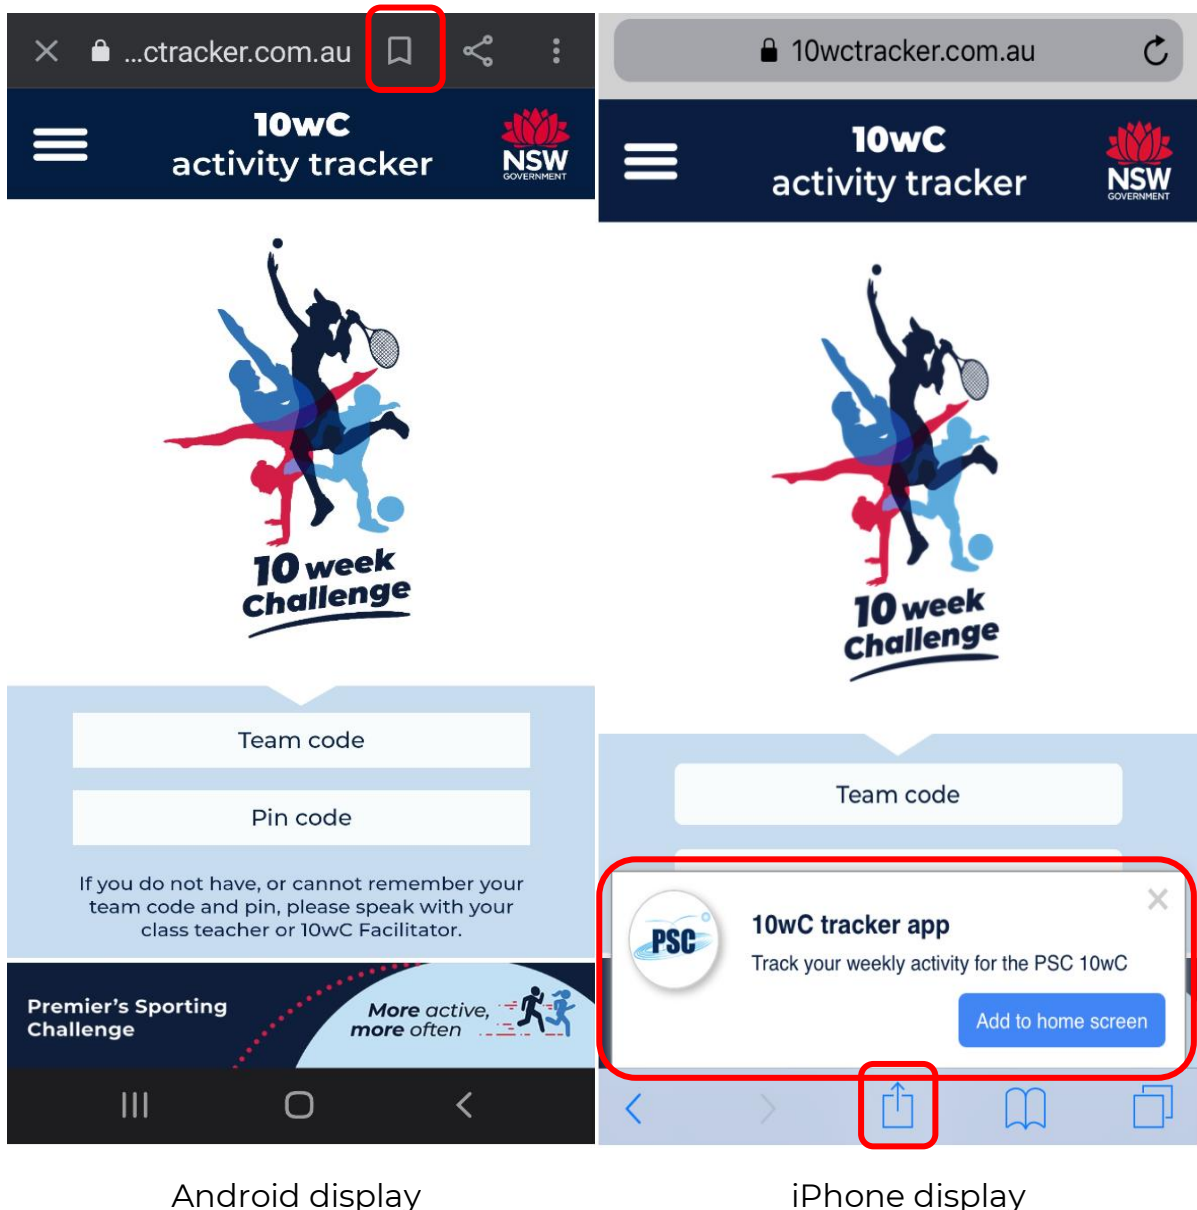 ...ctracker.com.au
10wC
activity tracker
NSW
GOVERNMENT
10 week
Challenge
Team code
Pin code
If you do not have, or cannot remember your
team code and pin, please speak with your
class teacher or 10wC Facilitator.
Premier's Sporting
Challenge
More active,
more often
Android display
10wctracker.com.au
10wC
activity tracker
NSW
GOVERNMENT
10 week
Challenge
Team code
PSC
10wC tracker app
Track your weekly activity for the PSC 10wC
Add to home screen
iPhone display